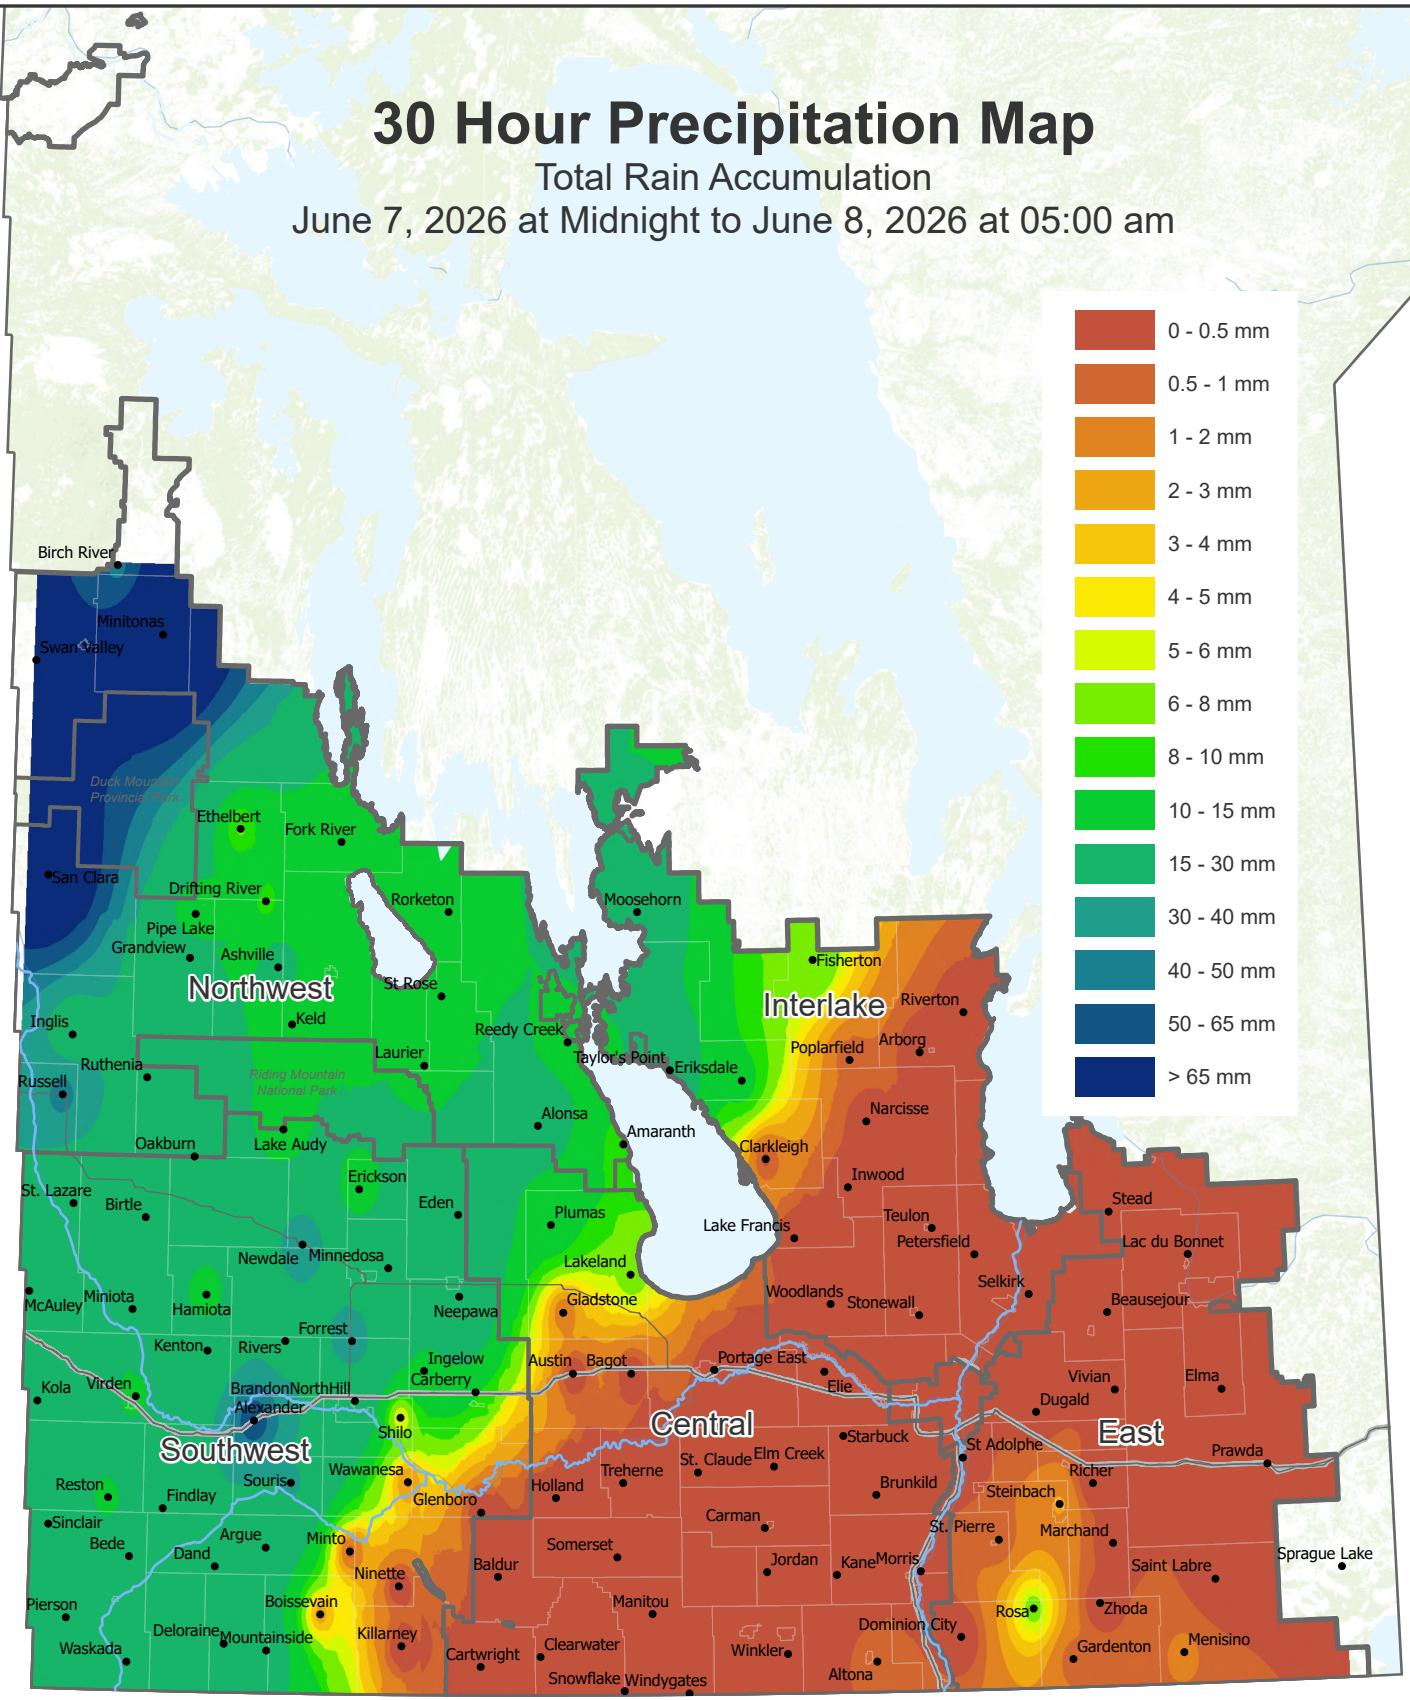 30 Hour Precipitation Map
Total Rain Accumulation
June 7, 2026 at Midnight to June 8, 2026 at 05:00 am
0 - 0.5 mm
0.5 - 1 mm
1 - 2 mm
2 - 3 mm
3 - 4 mm
4 - 5 mm
5 - 6 mm
6 - 8 mm
8 - 10 mm
10 - 15 mm
15 - 30 mm
30 - 40 mm
40 - 50 mm
50 - 65 mm
> 65 mm
Birch River
Minitonas
Swan Valley
Duck Mountain
Provincial Park
Ethelbert
Fork River
San Clara
Drifting River
Rorketon
Moosehorn
Pipe Lake
Grandview
Ashville
Fisherton
Northwest
St Rose
Interlake
Riverton
Inglis
Keld
Reedy Creek
Arborg
Poplarfield
Laurier
Taylor's Point
Eriksdale
Ruthenia
Riding Mountain
National Park
Russell
Narcisse
Alonsa
Amaranth
Oakburn
Lake Audy
Clarkleigh
Erickson
Inwood
St. Lazare
Birtle
Eden
Plumas
Lake Francis
Teulon
Stead
Petersfield
Lac du Bonnet
Newdale
Minnedosa
Lakeland
Selkirk
McAuley
Miniota
Hamiota
Neepawa
Gladstone
Woodlands
Stonewall
Beausejour
Forrest
Kenton
Rivers
Ingelow
Austin
Bagot
Portage East
Carberry
Elie
Vivian
Elma
Kola
Virden
BrandonNorthHill
Alexander
Dugald
Shilo
Central
East
Starbuck
Southwest
St Adolphe
Prawda
Wawanesa
St. Claude
Elm Creek
Treherne
Richer
Reston
Souris
Holland
Brunkild
Steinbach
Findlay
Glenboro
Sinclair
Carman
St. Pierre
Marchand
Bede
Argue
Minto
Somerset
Dand
Baldur
Jordan
Kane
Morris
Saint Labre
Sprague Lake
Ninette
Pierson
Boissevain
Manitou
Rosa
Zhoda
Deloraine
Mountainside
Killarney
Dominion City
Waskada
Cartwright
Clearwater
Winkler
Gardenton
Menisino
Altona
Snowflake
Windygates